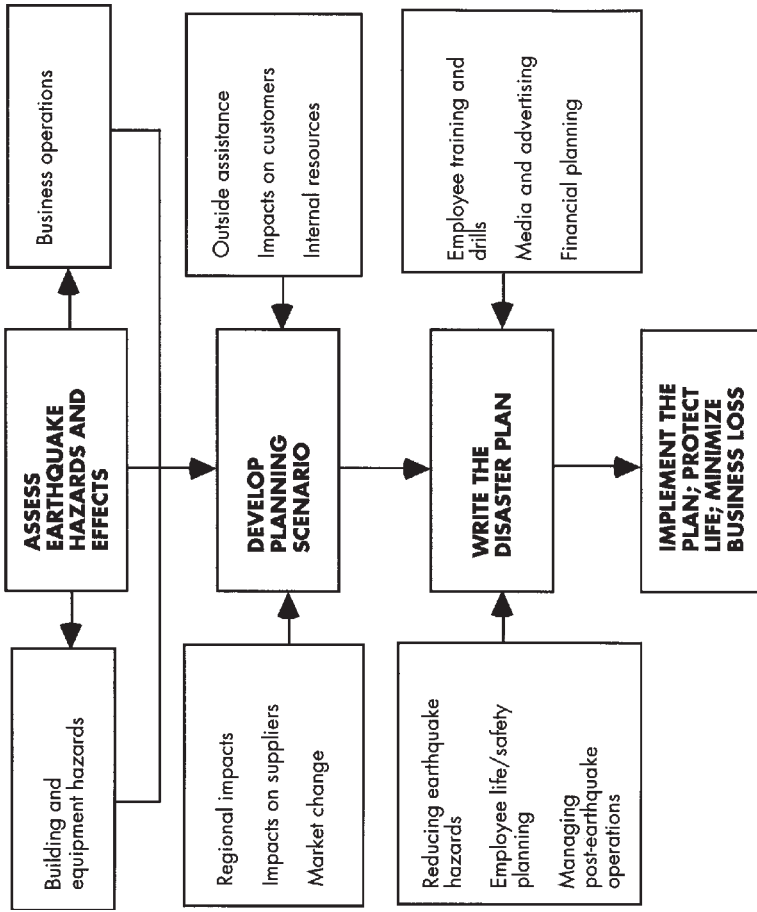 Building and
equipment hazards
ASSESS
EARTHQUAKE
HAZARDS AND
EFFECTS
Business operations
Regional impacts
Impacts on suppliers
Market change
DEVELOP
PLANNING
SCENARIO
Outside assistance
Impacts on customers
Internal resources
Reducing earthquake
hazards
Employee life/safety
planning
Managing
post-earthquake
operations
WRITE THE
DISASTER PLAN
Employee training and
drills
Media and advertising
Financial planning
IMPLEMENT THE
PLAN; PROTECT
LIFE; MINIMIZE
BUSINESS LOSS